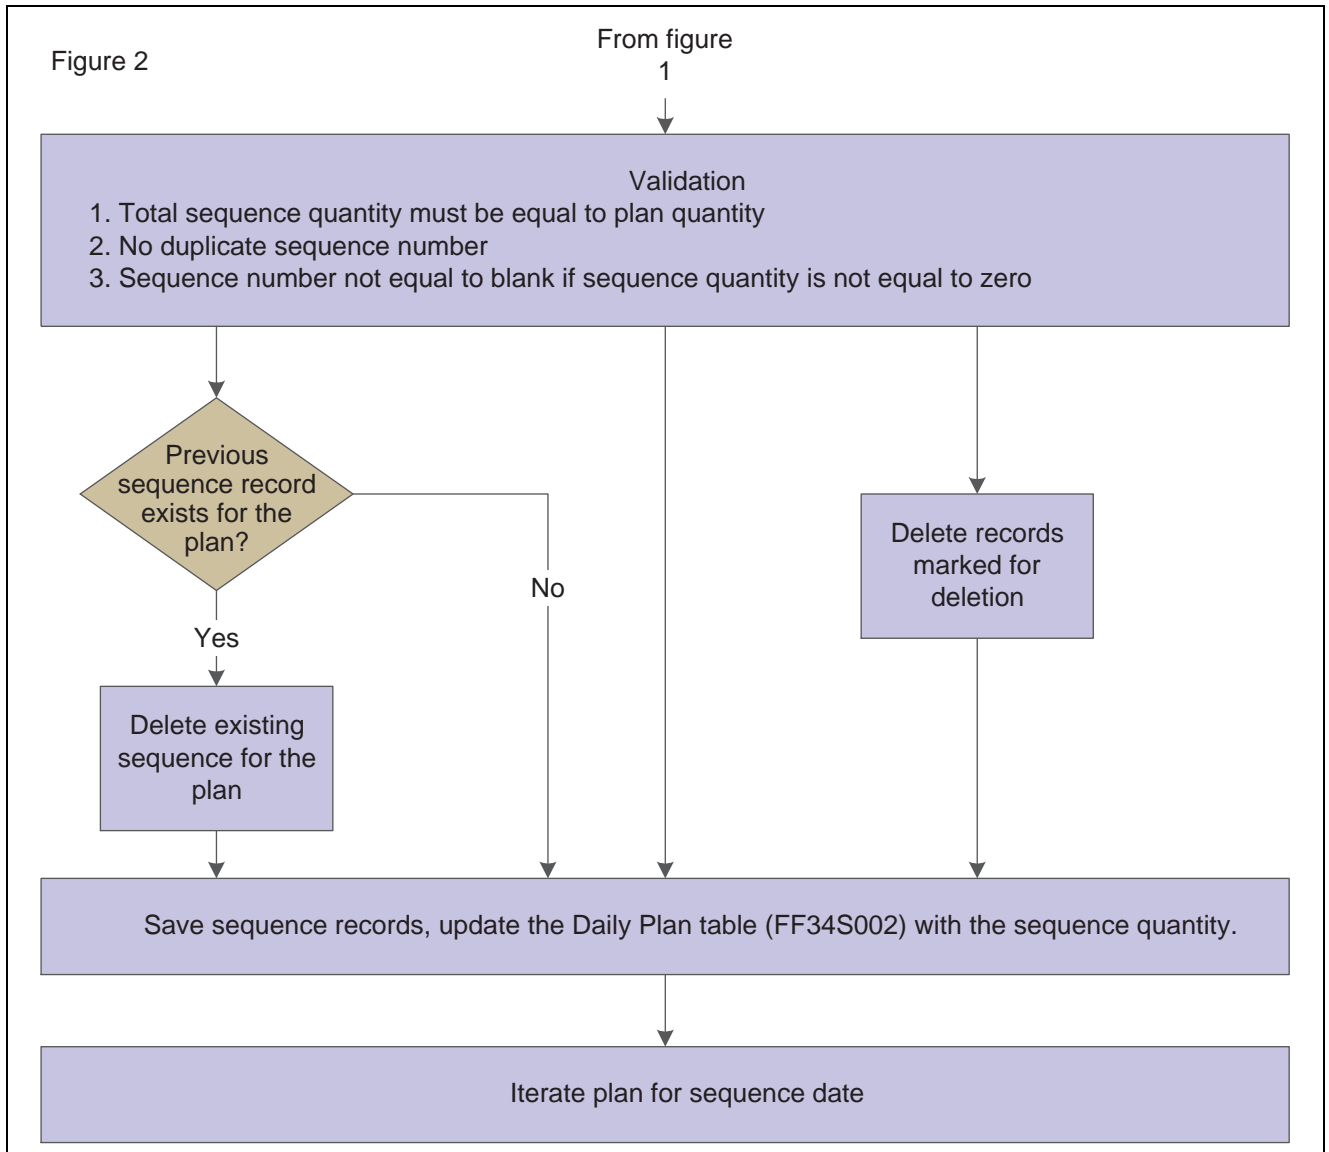 Figure 2
From figure
1
Validation
1. Total sequence quantity must be equal to plan quantity
2. No duplicate sequence number
3. Sequence number not equal to blank if sequence quantity is not equal to zero
Previous
sequence record
exists for the
plan?
No
Yes
Delete records
marked for
deletion
Delete existing
sequence for the
plan
Save sequence records, update the Daily Plan table (FF34S002) with the sequence quantity.
Iterate plan for sequence date